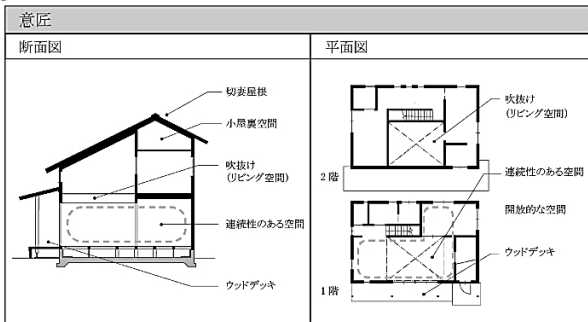 意匠
断面図
平面図
切妻屋根
小屋裏空間
吹抜け
(リビング空間)
連続性のある空間
ウッドデッキ
吹抜け
(リビング空間)
2階
連続性のある空間
開放的な空間
ウッドデッキ
1階